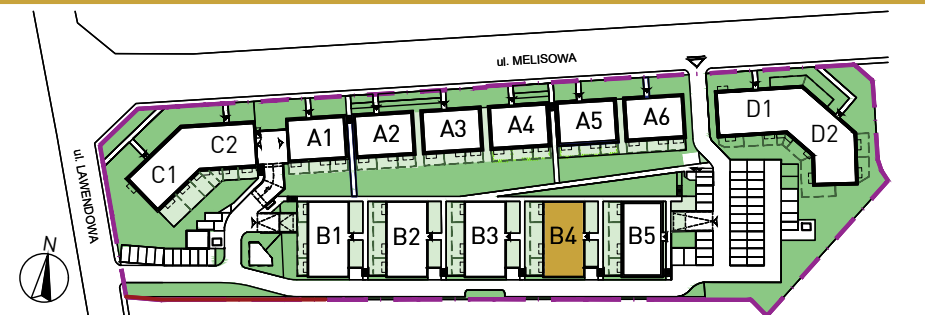 ul. MELISOWA
ul. LAWENDOWA
C1
C2
A1
A2
A3
A4
A5
A6
D1
D2
B1
B2
B3
B4
B5
N